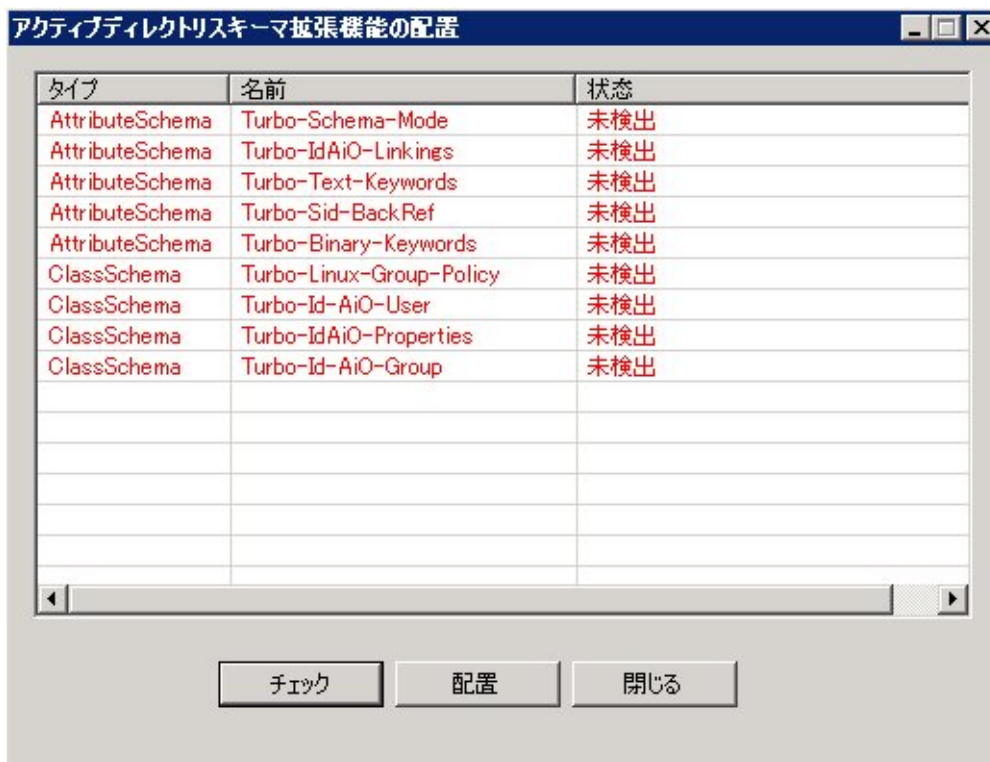 アクティブディレクトリスキーマ拡張機能の配置
タイプ 名前 状态
AttributeSchema Turbo-Schema-Mode 未検出
AttributeSchema Turbo-IdAiO-Linkings 未検出
AttributeSchema Turbo-Text-Keywords 未検出
AttributeSchema Turbo-Sid-BackRef 未検出
AttributeSchema Turbo-Binary-Keywords 未検出
ClassSchema Turbo-Linux-Group-Policy 未検出
ClassSchema Turbo-Id-AiO-User 未検出
ClassSchema Turbo-IdAiO-Properties 未検出
ClassSchema Turbo-Id-AiO-Group 未検出
チェック 配置 閉じる